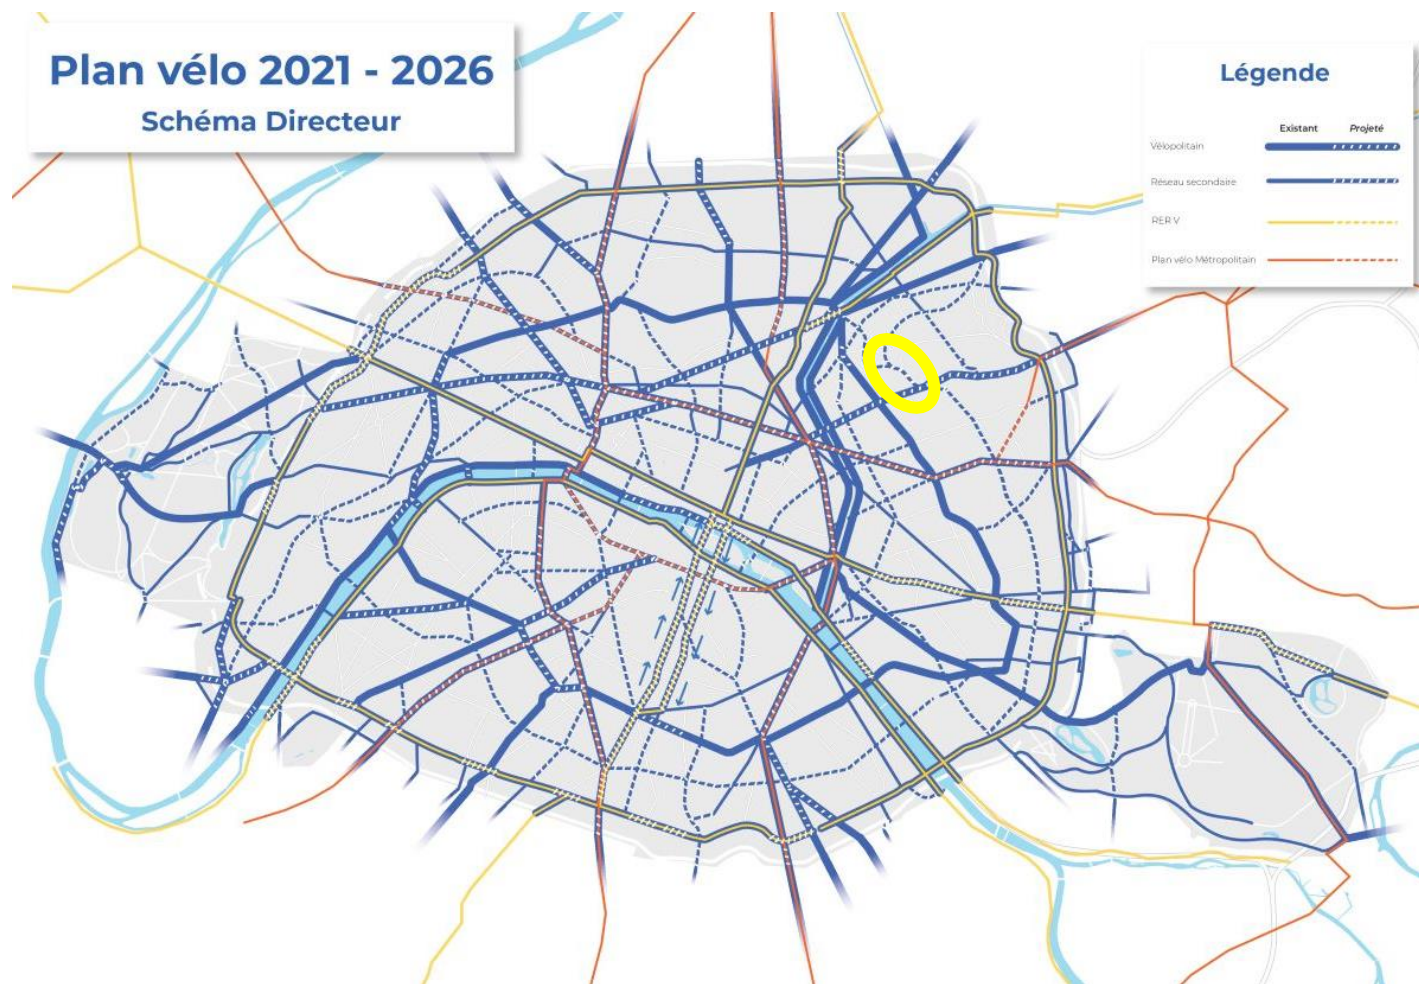 Plan vélo 2021 - 2026
Schéma Directeur
Légende
Existant Projeté
Vélopolitain
Réseau secondaire
RER V
Plan vélo Métropolitain